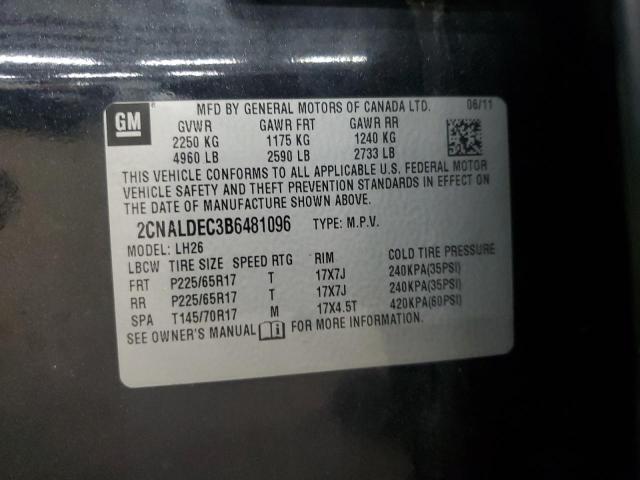 GM
MFD BY GENERAL MOTORS OF CANADA LTD. 06/11
GVWR GAWR FRT GAWR RR
2250 KG 1175 KG 1240 KG
4960 LB 2590 LB 2733 LB
THIS VEHICLE CONFORMS TO ALL APPLICABLE U.S. FEDERAL MOTOR
VEHICLE SAFETY AND THEFT PREVENTION STANDARDS IN EFFECT ON
THE DATE OF MANUFACTURE SHOWN ABOVE.
2CNALDEC3B6481096 TYPE: M.P.V.
MODEL: LH26
LBCW TIRE SIZE SPEED RTG RIM COLD TIRE PRESSURE
FRT P225/65R17 T 17X7J 240KPA(35PSI)
RR P225/65R17 T 17X7J 240KPA(35PSI)
SPA T145/70R17 M 17X4.5T 420KPA(60PSI)
SEE OWNER'S MANUAL FOR MORE INFORMATION.